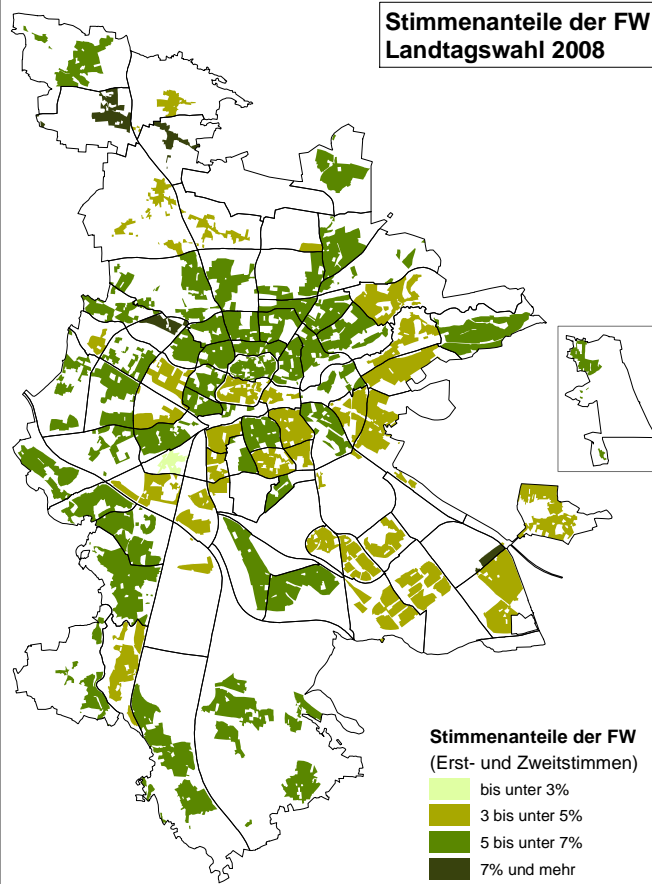 Stimmenanteile der FW
Landtagswahl 2008
Stimmenanteile der FW
(Erst- und Zweitstimmen)
bis unter 3%
3 bis unter 5%
5 bis unter 7%
7% und mehr